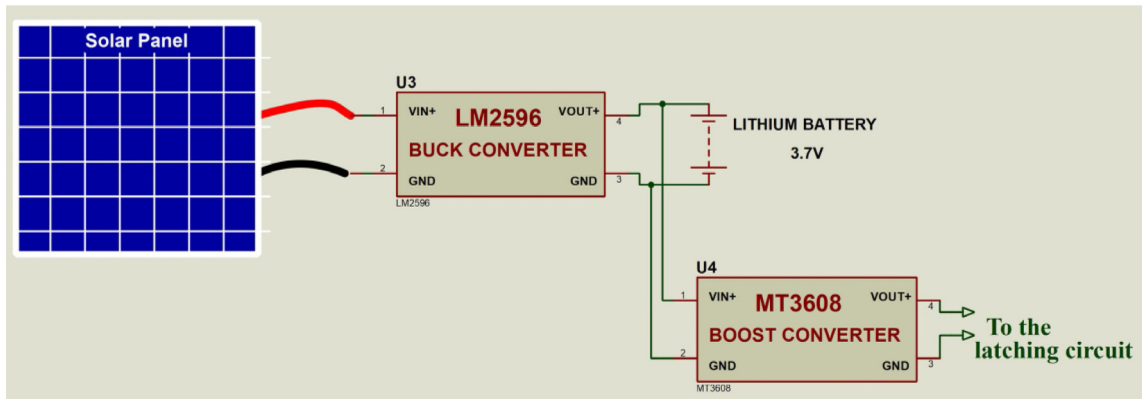 Solar Panel
U3
1
VIN+
LM2596
VOUT+
4
BUCK CONVERTER
2
GND
GND
3
LM2596
LITHIUM BATTERY
3.7V
U4
1
VIN+
MT3608
VOUT+
4
BOOST CONVERTER
2
GND
GND
3
MT3608
To the
latching circuit